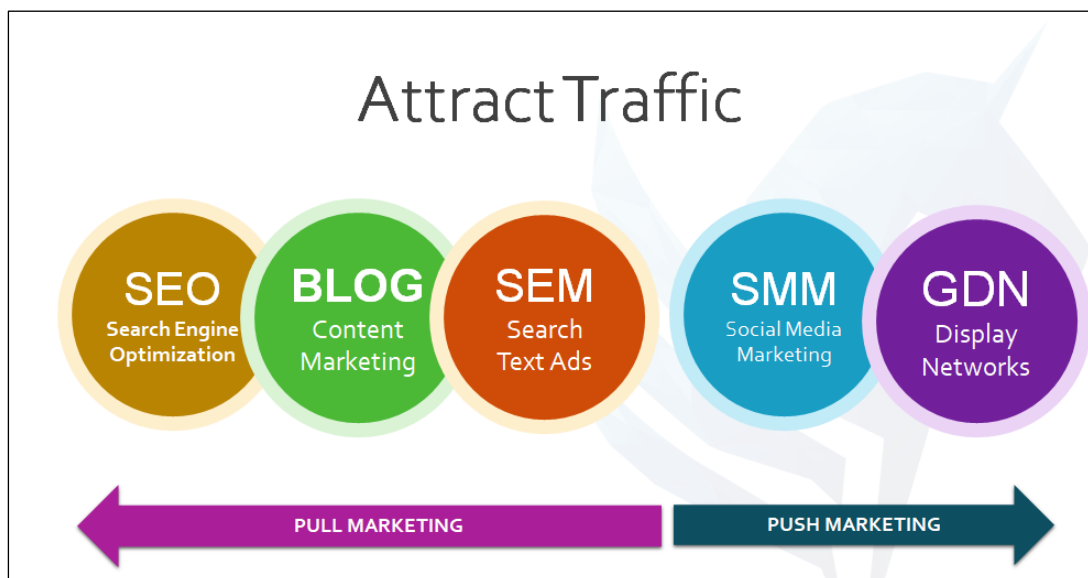 Attract Traffic
SEO
Search Engine
Optimization
BLOG
Content
Marketing
SEM
Search
Text Ads
SMM
Social Media
Marketing
GDN
Display
Networks
PULL MARKETING
PUSH MARKETING